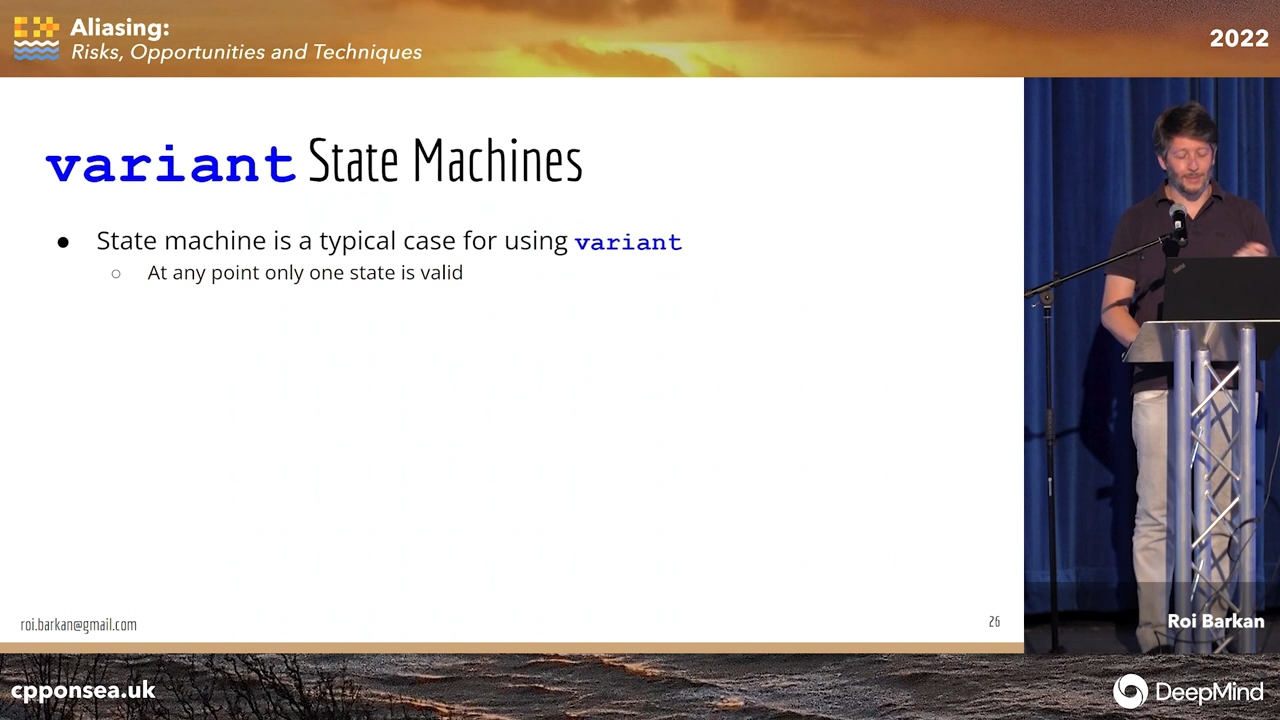 Aliasing:
Risks, Opportunities and Techniques
2022
variant State Machines
● State machine is a typical case for using variant
○ At any point only one state is valid
roi.barkan@gmail.com
26
Roi Barkan
cpponsea.uk
DeepMind